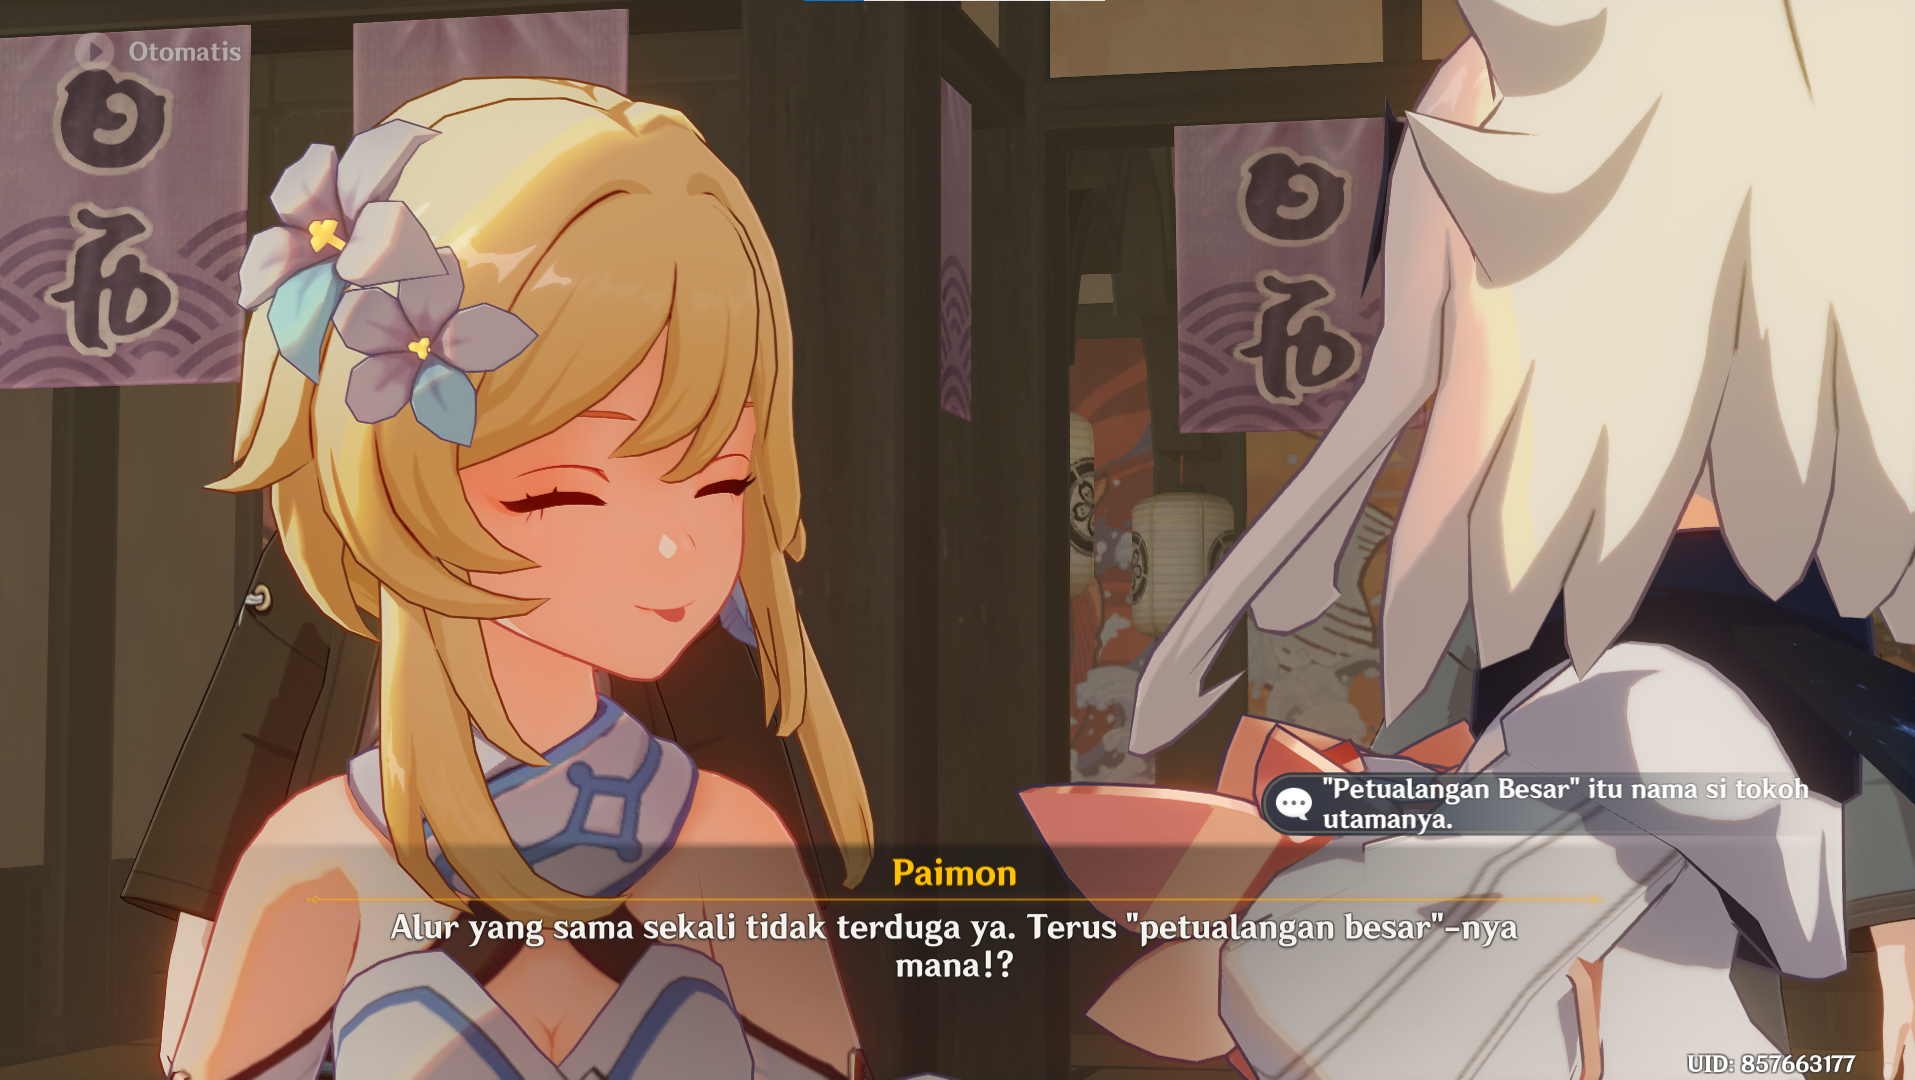 Otomatis
"Petualangan Besar" itu nama si tokoh
utamanya.
Paimon
Alur yang sama sekali tidak terduga ya. Terus "petualangan besar"-nya
mana!?
UID: 857663177